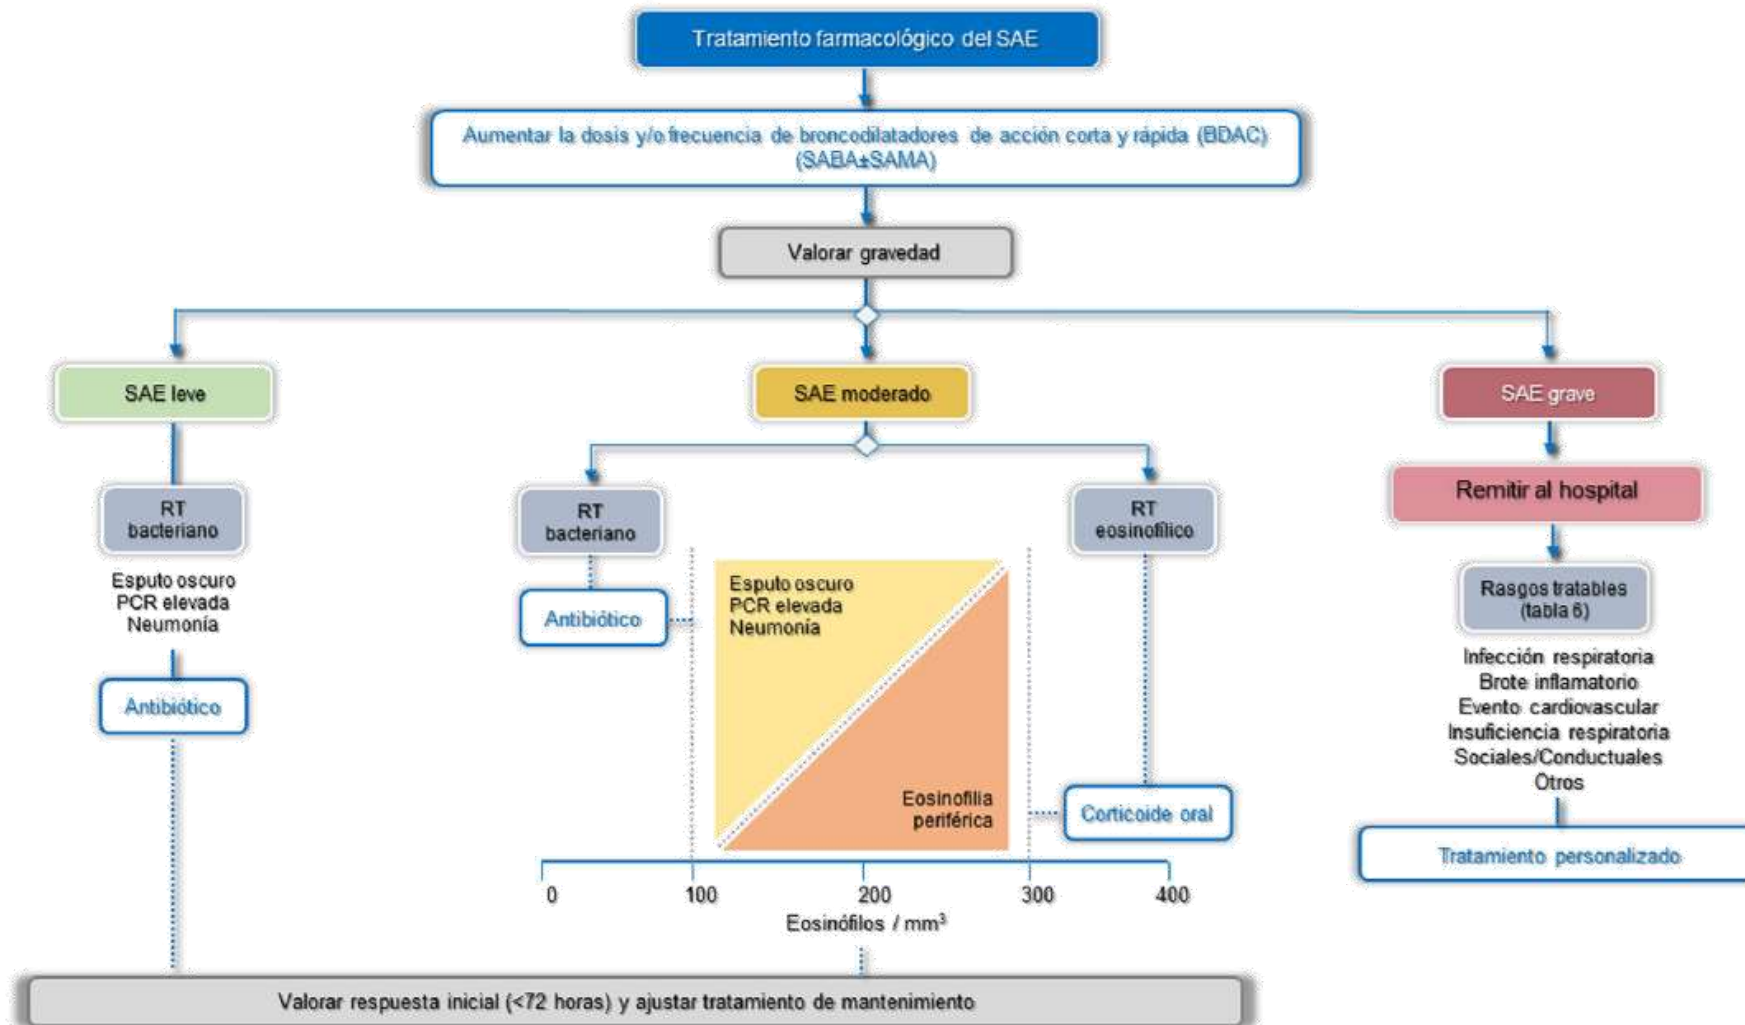 Tratamiento farmacológico del SAE
Aumentar la dosis y/o frecuencia de broncodilatadores de acción corta y rápida (BDAC)
(SABA±SAMA)
Valorar gravedad
SAE leve
SAE moderado
SAE grave
RT
bacteriano
Esputo oscuro
PCR elevada
Neumonía
Antibiótico
RT
bacteriano
Antibiótico
Esputo oscuro
PCR elevada
Neumonía
Eosinofilia
periférica
RT
eosinofílico
Corticoide oral
0 100 200 300 400
Eosinófilos / mm³
Remitir al hospital
Rasgos tratables
(tabla 6)
Infección respiratoria
Brote inflamatorio
Evento cardiovascular
Insuficiencia respiratoria
Sociales/Conductuales
Otros
Tratamiento personalizado
Valorar respuesta inicial (<72 horas) y ajustar tratamiento de mantenimiento